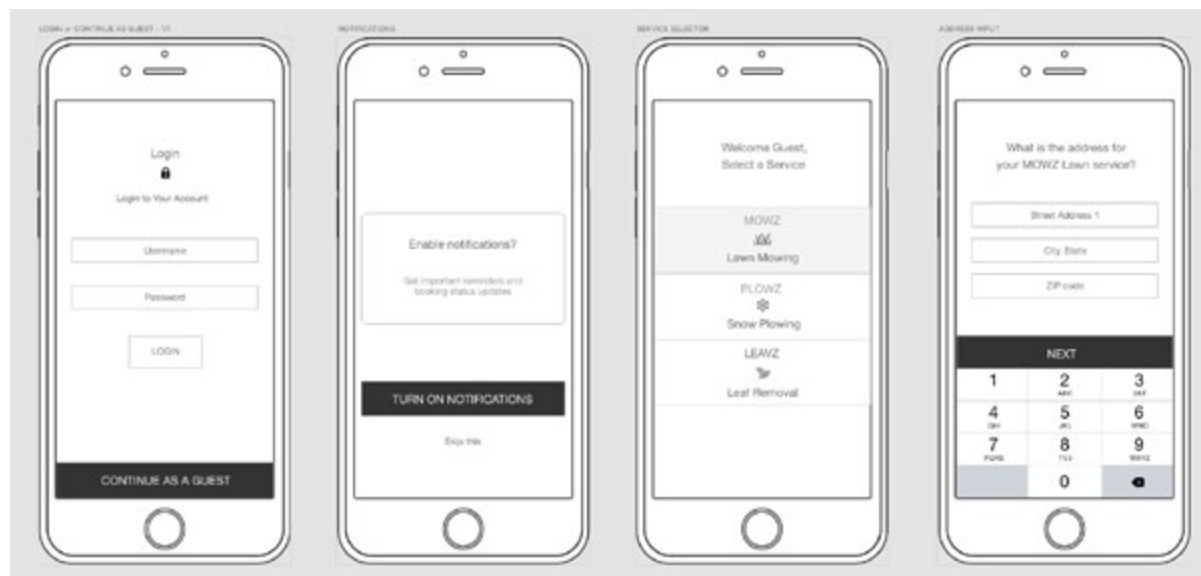 LOGIN or CONTINUE AS GUEST - V1
Login
Login to Your Account
Username
Password
LOGIN
CONTINUE AS A GUEST
NOTIFICATIONS
Enable notifications?
Get important reminders and
booking status updates
TURN ON NOTIFICATIONS
Skip this
SERVICE SELECTOR
Welcome Guest,
Select a Service
MOWZ
Lawn Mowing
PLOWZ
Snow Plowing
LEAVZ
Leaf Removal
ADDRESS INPUT
What is the address for
your MOWZ Lawn service?
Street Address 1
City, State
ZIP code
NEXT
1 2 3
ABC DEF
4 5 6
GHI JKL MNO
7 8 9
PQRS TUV WXYZ
0